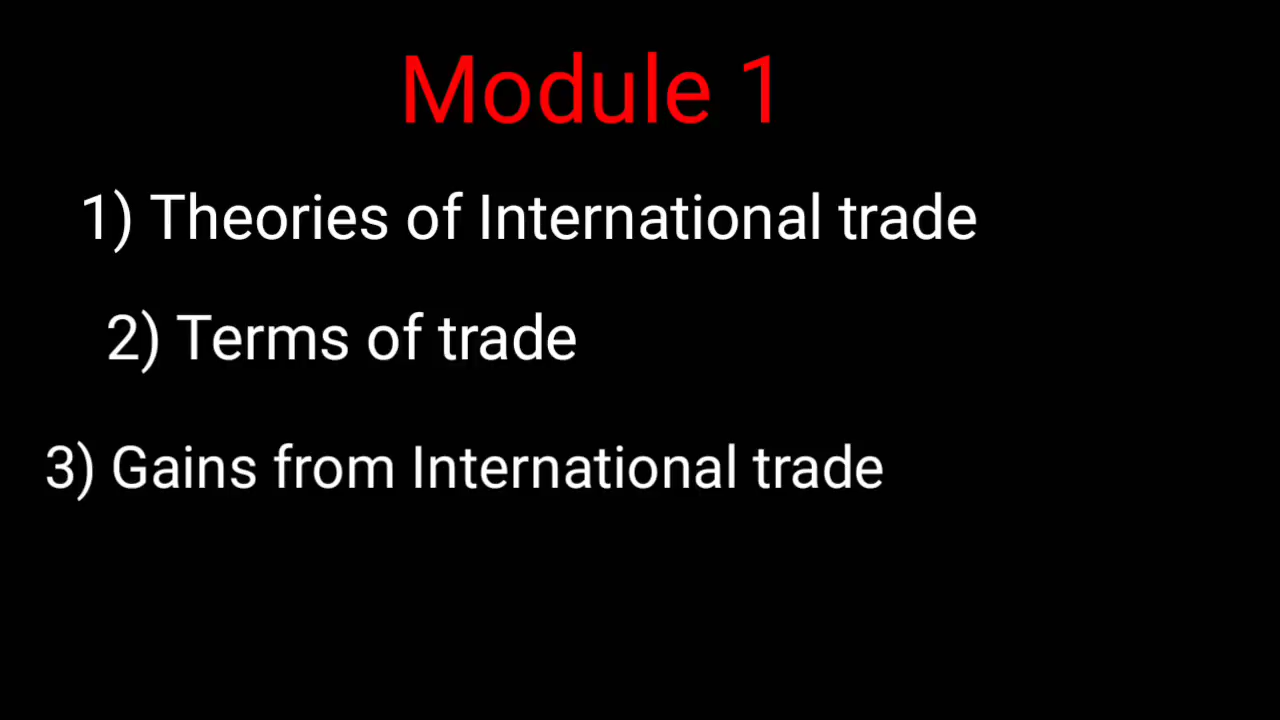 Module 1
1) Theories of International trade
2) Terms of trade
3) Gains from International trade